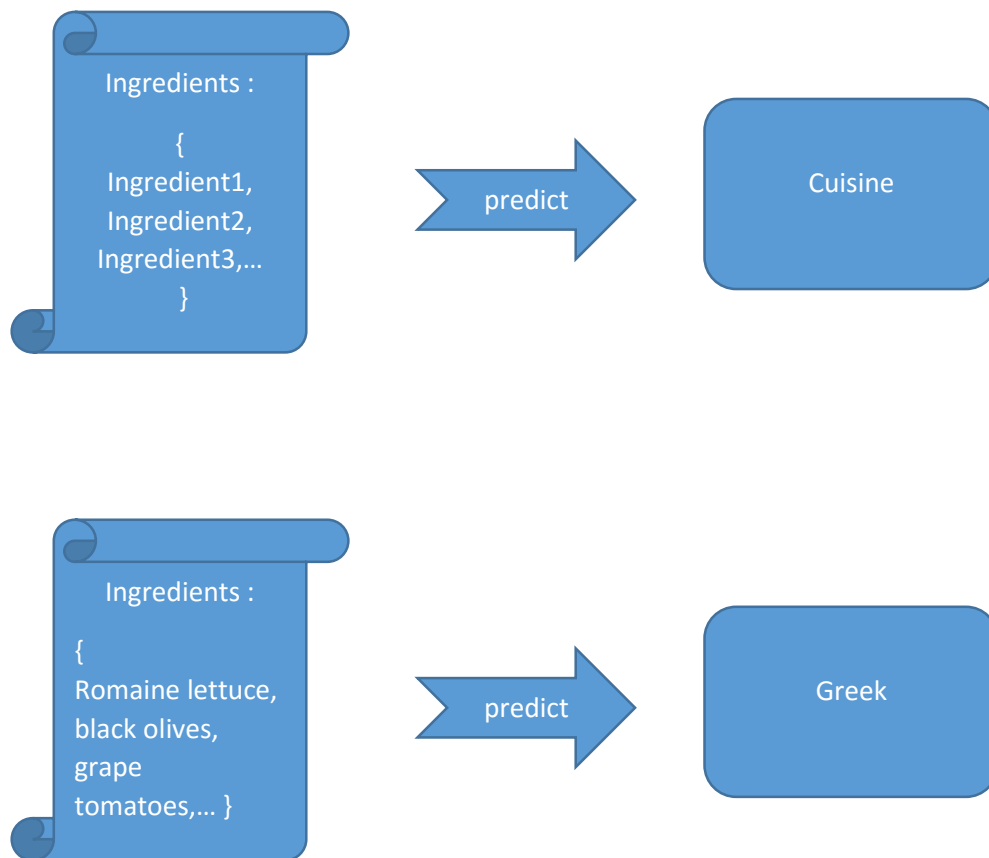 Ingredients :
{
Ingredient1,
Ingredient2,
Ingredient3,...
}
predict
Cuisine
Ingredients :
{
Romaine lettuce,
black olives,
grape
tomatoes,... }
predict
Greek